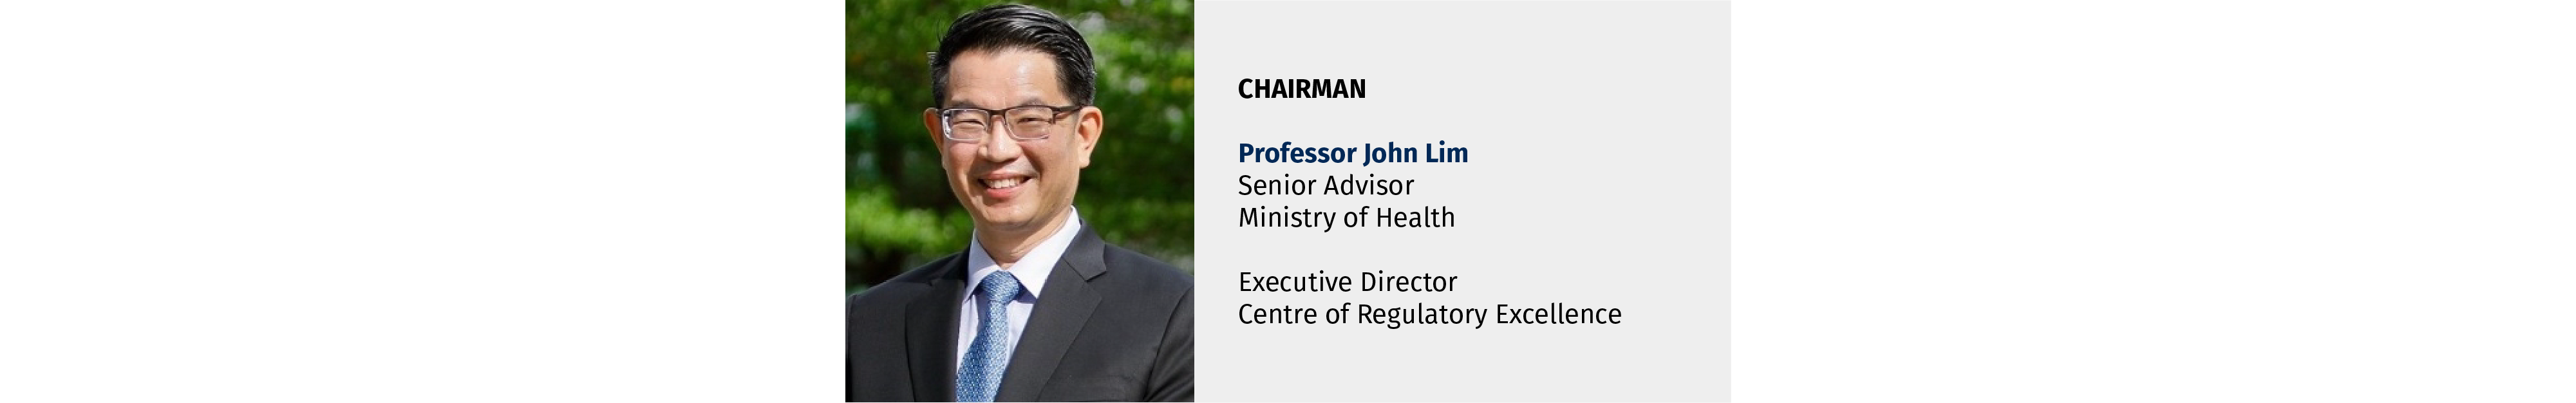 CHAIRMAN
Professor John Lim
Senior Advisor
Ministry of Health
Executive Director
Centre of Regulatory Excellence